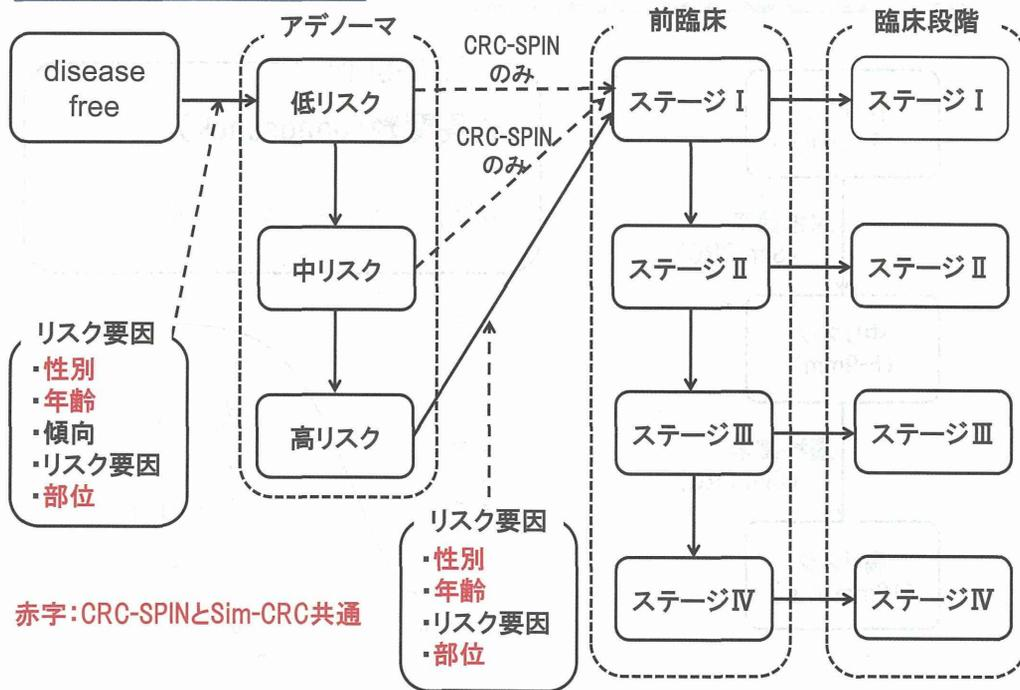 アデノーマ
前臨床
臨床段階
disease
free
低リスク
中リスク
高リスク
CRC-SPIN
のみ
CRC-SPIN
のみ
ステージⅠ
ステージⅡ
ステージⅢ
ステージⅣ
ステージⅠ
ステージⅡ
ステージⅢ
ステージⅣ
リスク要因
・性別
・年齢
・傾向
・リスク要因
・部位
リスク要因
・性別
・年齢
・リスク要因
・部位
赤字:CRC-SPINとSim-CRC共通